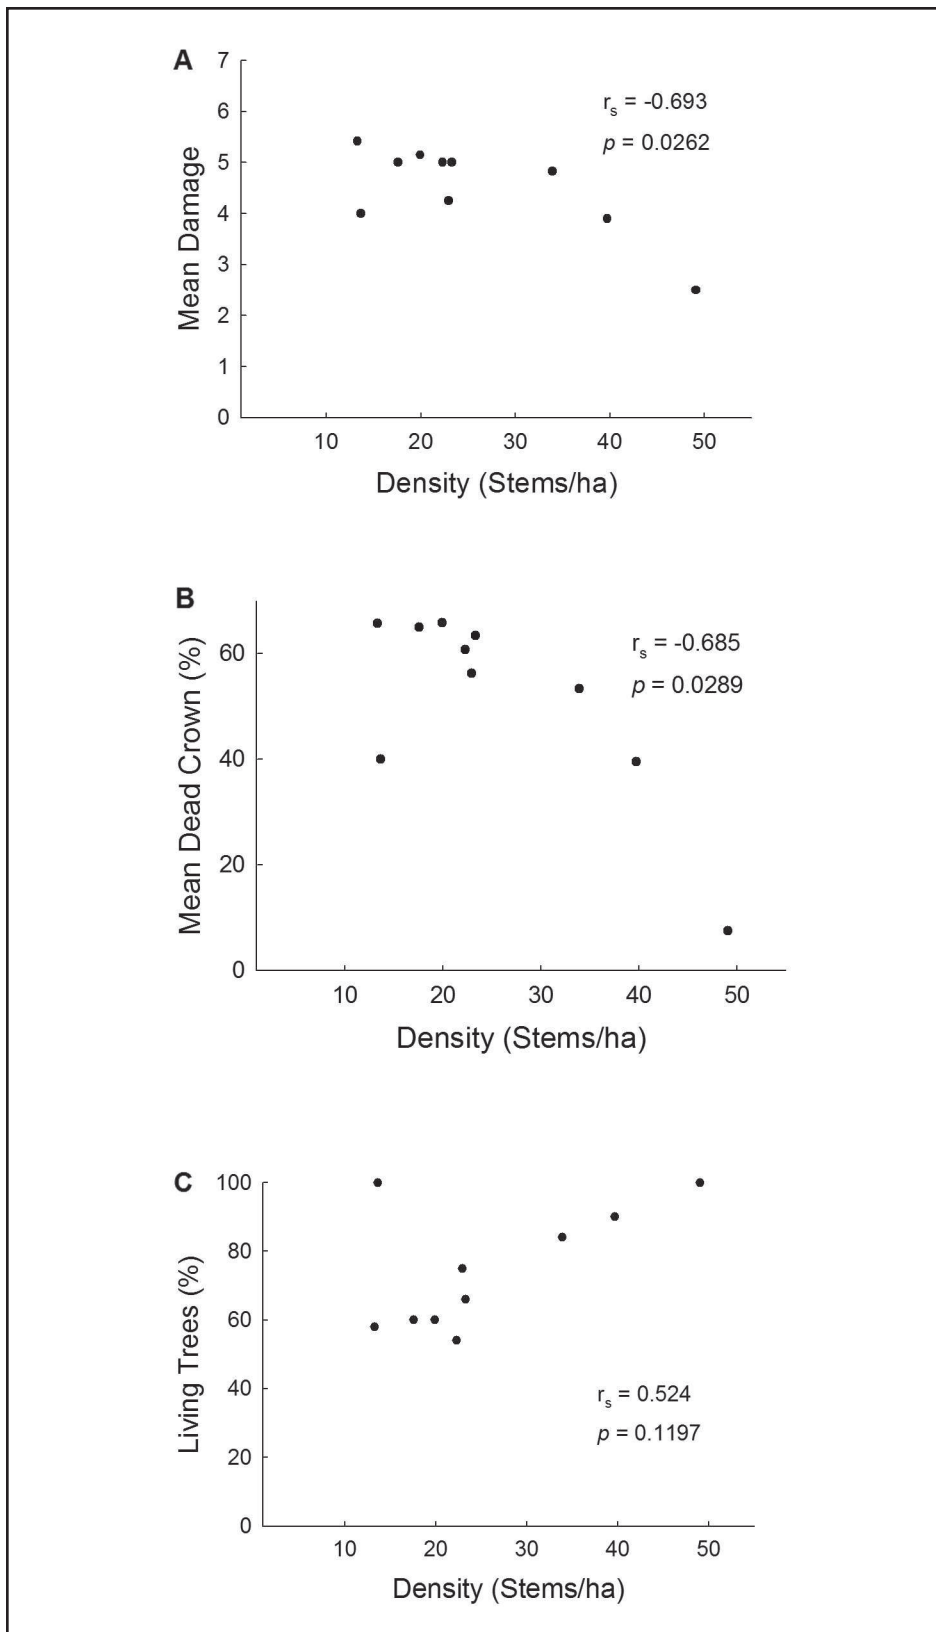 A
7
6
5
4
3
2
1
0
Mean Damage
rs = -0.693
p = 0.0262
10 20 30 40 50
Density (Stems/ha)
B
60
40
20
0
Mean Dead Crown (%)
rs = -0.685
p = 0.0289
10 20 30 40 50
Density (Stems/ha)
C
100
80
60
40
20
0
Living Trees (%)
rs = 0.524
p = 0.1197
10 20 30 40 50
Density (Stems/ha)